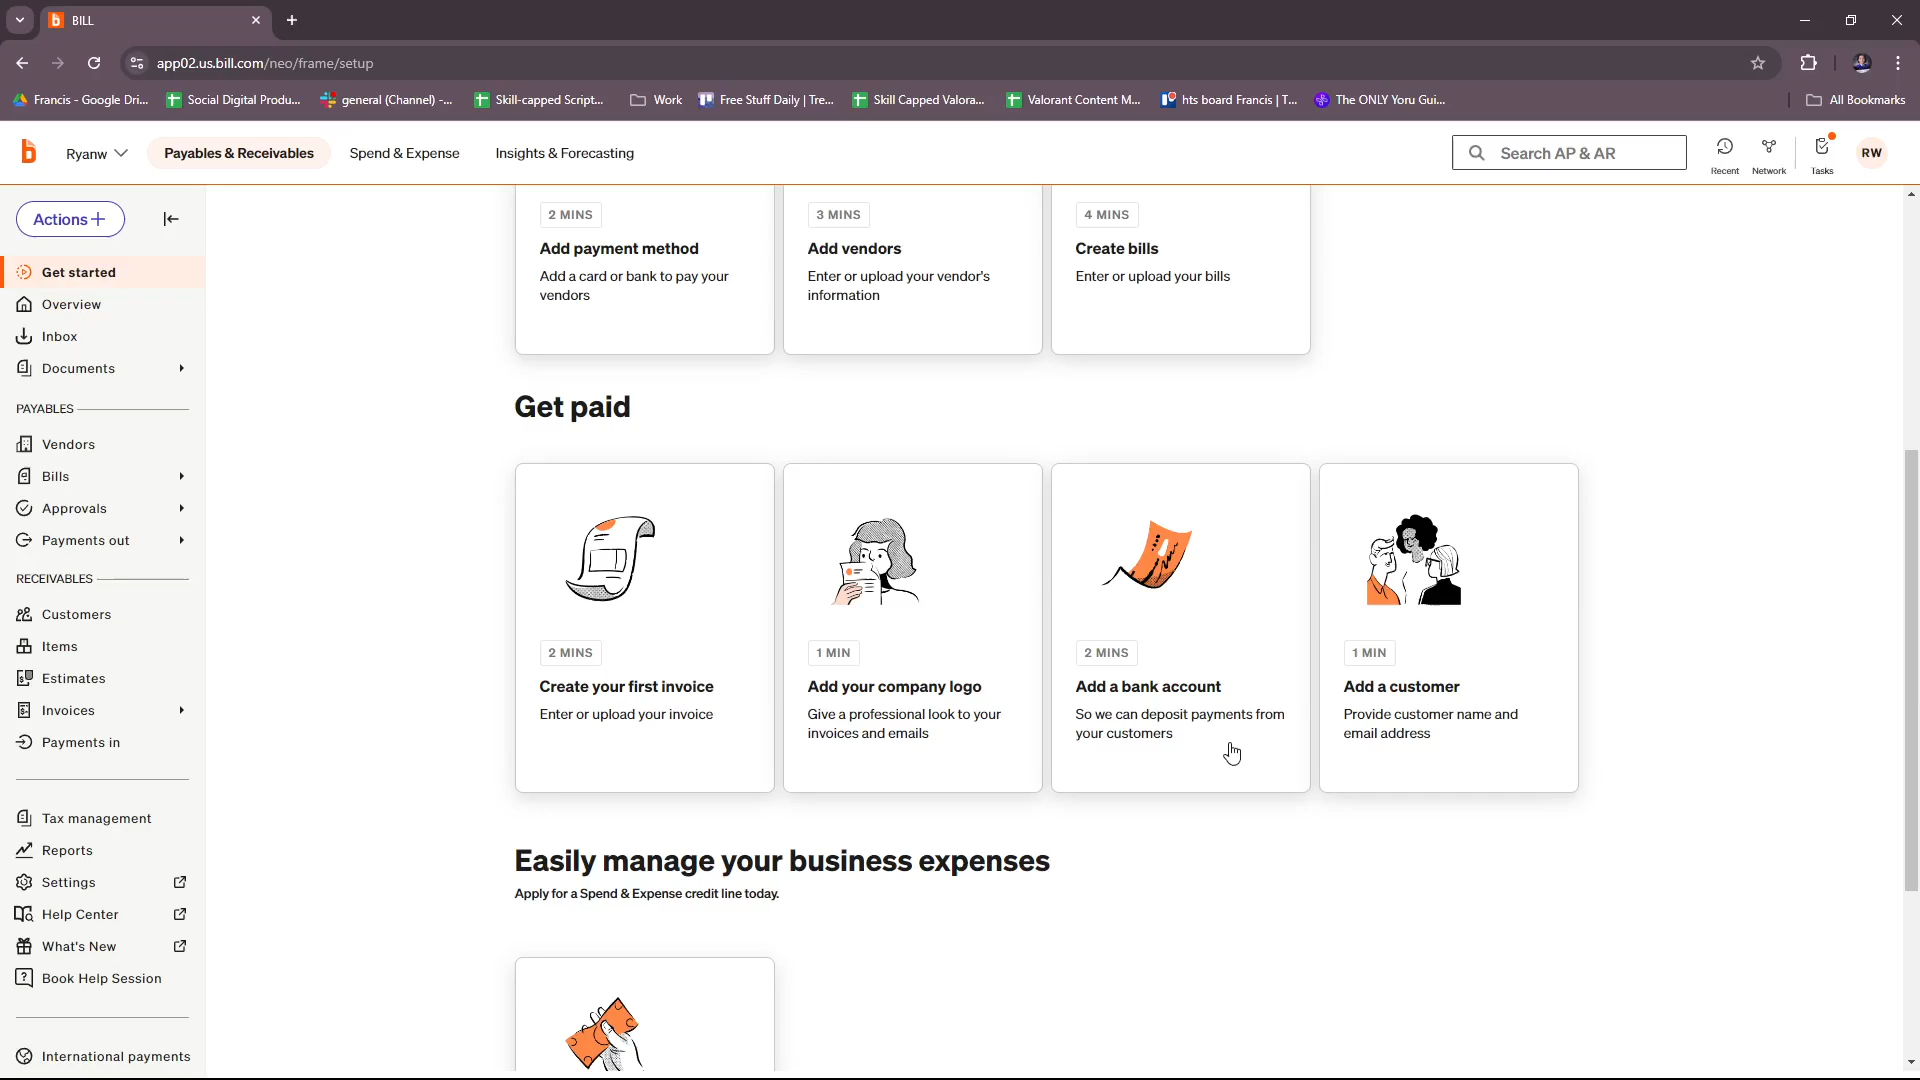 BILL
app02.us.bill.com/neo/frame/setup
Francis - Google Dri...
Social Digital Produ...
general (Channel) -...
Skill-capped Script...
Work
Free Stuff Daily | Tre...
Skill Capped Valora...
Valorant Content M...
hts board Francis | T...
The ONLY Yoru Gui...
All Bookmarks
b
Ryanw
Payables & Receivables
Spend & Expense
Insights & Forecasting
Search AP & AR
Recent
Network
Tasks
RW
Actions+
Get started
Overview
Inbox
Documents
PAYABLES
Vendors
Bills
Approvals
Payments out
RECEIVABLES
Customers
Items
Estimates
Invoices
Payments in
Tax management
Reports
Settings
Help Center
What's New
Book Help Session
International payments
2 MINS
Add payment method
Add a card or bank to pay your
vendors
3 MINS
Add vendors
Enter or upload your vendor's
information
4 MINS
Create bills
Enter or upload your bills
Get paid
2 MINS
Create your first invoice
Enter or upload your invoice
1 MIN
Add your company logo
Give a professional look to your
invoices and emails
2 MINS
Add a bank account
So we can deposit payments from
your customers
1 MIN
Add a customer
Provide customer name and
email address
Easily manage your business expenses
Apply for a Spend & Expense credit line today.